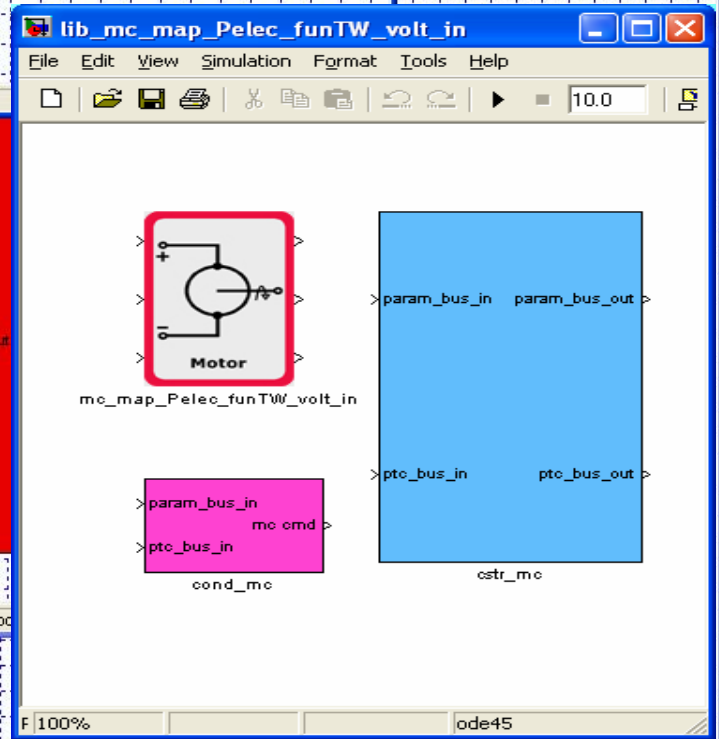 lib_mc_map_Pelec_funTW_volt_in
File Edit View Simulation Format Tools Help
10.0
+
−
Motor
mc_map_Pelec_funTW_volt_in
param_bus_in param_bus_out
ptc_bus_in ptc_bus_out
cstr_mc
param_bus_in
mc cmd
ptc_bus_in
cond_mc
F 100% ode45